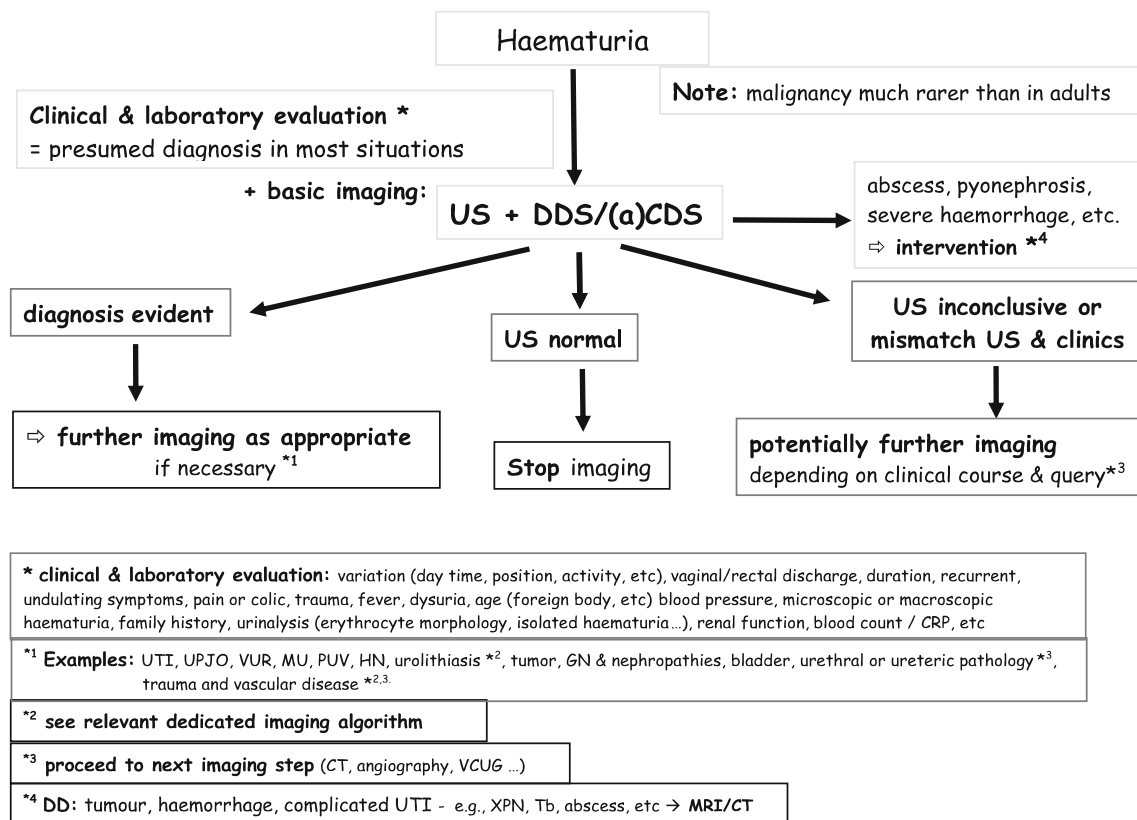 Haematuria
Note: malignancy much rarer than in adults
Clinical & laboratory evaluation *
= presumed diagnosis in most situations
+ basic imaging:
US + DDS/(a)CDS
abscess, pyonephrosis,
severe haemorrhage, etc.
⇨ intervention *4
diagnosis evident
US normal
US inconclusive or
mismatch US & clinics
⇨ further imaging as appropriate
if necessary *1
Stop imaging
potentially further imaging
depending on clinical course & query*3
* clinical & laboratory evaluation: variation (day time, position, activity, etc), vaginal/rectal discharge, duration, recurrent,
undulating symptoms, pain or colic, trauma, fever, dysuria, age (foreign body, etc) blood pressure, microscopic or macroscopic
haematuria, family history, urinalysis (erythrocyte morphology, isolated haematuria...), renal function, blood count / CRP, etc
*1 Examples: UTI, UPJO, VUR, MU, PUV, HN, urolithiasis *2, tumor, GN & nephropathies, bladder, urethral or ureteric pathology *3,
trauma and vascular disease *2,3.
*2 see relevant dedicated imaging algorithm
*3 proceed to next imaging step (CT, angiography, VCUG ...)
*4 DD: tumour, haemorrhage, complicated UTI - e.g., XPN, Tb, abscess, etc → MRI/CT